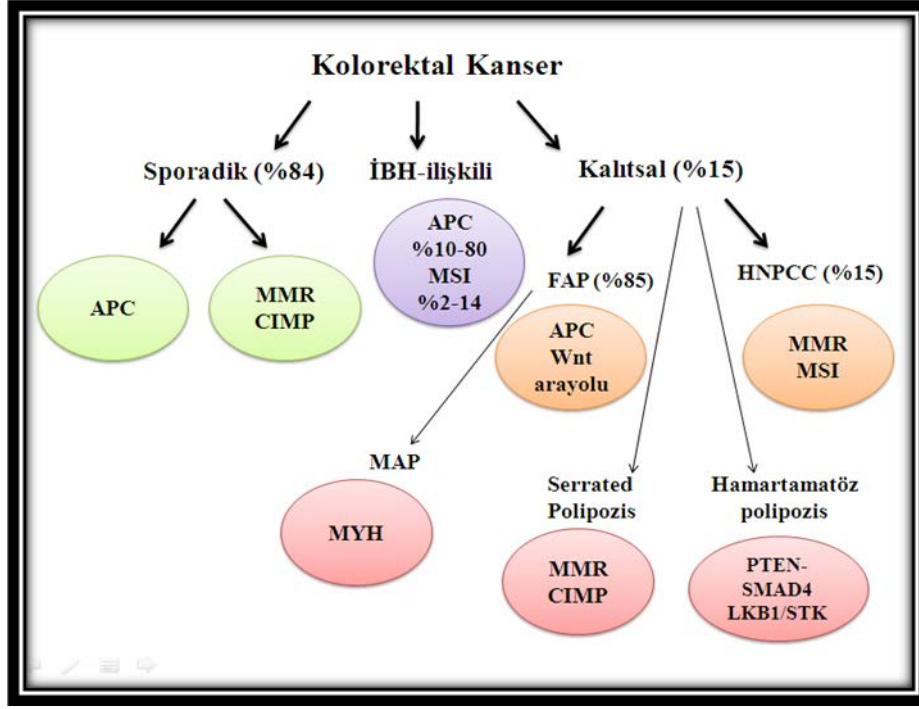 Kolorektal Kanser
Sporadik (%84)
İBH-ilişkili
Kalıtsal (%15)
APC
MMR
CIMP
APC
%10-80
MSI
%2-14
FAP (%85)
HNPCC (%15)
APC
Wnt
arayolu
MMR
MSI
MAP
MYH
Serrated
Polipozis
Hamartamatöz
polipozis
MMR
CIMP
PTEN-
SMAD4
LKB1/STK